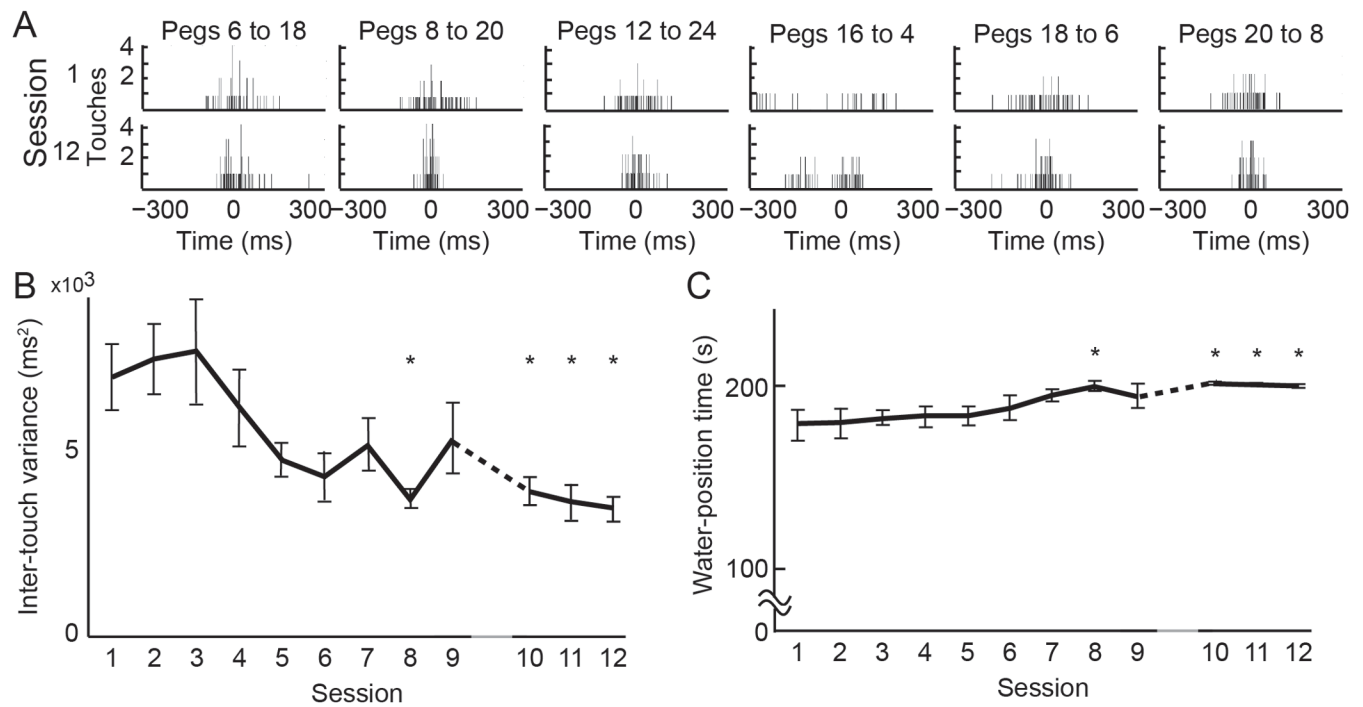 A
Pegs 6 to 18 Pegs 8 to 20 Pegs 12 to 24 Pegs 16 to 4 Pegs 18 to 6 Pegs 20 to 8
Session
Touches
1
4
2
12
4
2
−300 0 −300 0 300 −300 0 300 −300 0 300 −300 0 300 −300 0 300
Time (ms) Time (ms) Time (ms) Time (ms) Time (ms) Time (ms)
B
x10³
Inter-touch variance (ms²)
5
0
*
* * *
1 2 3 4 5 6 7 8 9 10 11 12
Session
C
Water-position time (s)
200
100
0
*
* * *
1 2 3 4 5 6 7 8 9 10 11 12
Session